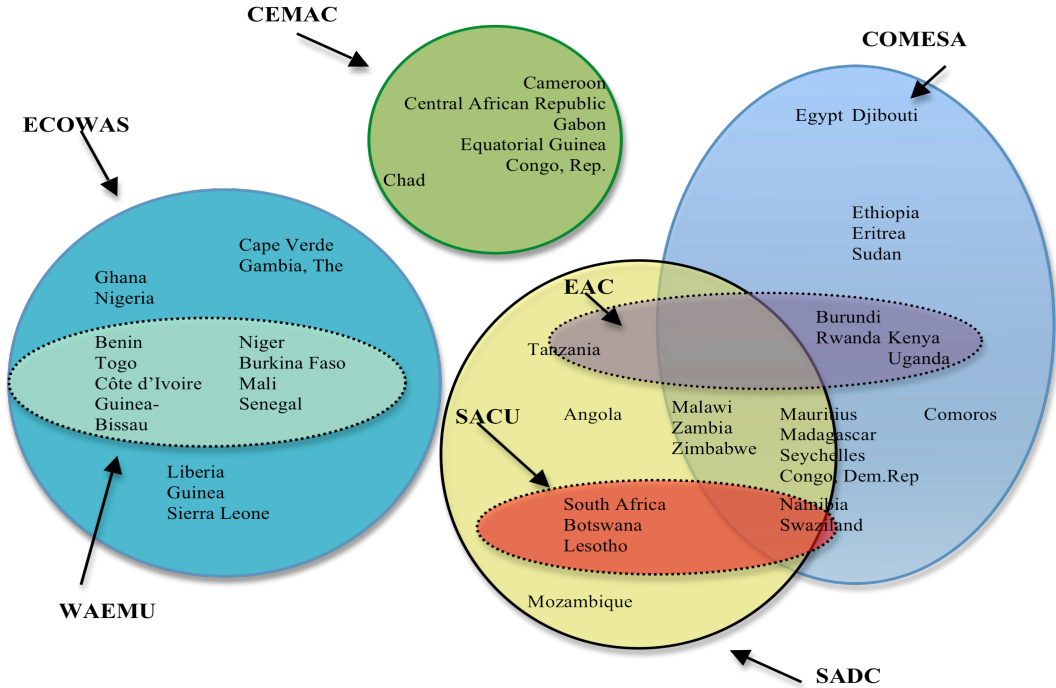 CEMAC
COMESA
Cameroon
Central African Republic
Gabon
Equatorial Guinea
Congo, Rep.
Chad
Egypt Djibouti
ECOWAS
Ethiopia
Eritrea
Sudan
Cape Verde
Gambia, The
Ghana
Nigeria
EAC
Burundi
Rwanda Kenya
Uganda
Tanzania
Benin
Togo
Côte d’Ivoire
Guinea-
Bissau
Niger
Burkina Faso
Mali
Senegal
SACU
Angola
Malawi
Zambia
Zimbabwe
Mauritius
Madagascar
Seychelles
Congo, Dem.Rep
Comoros
Liberia
Guinea
Sierra Leone
South Africa
Botswana
Lesotho
Namibia
Swaziland
WAEMU
Mozambique
SADC